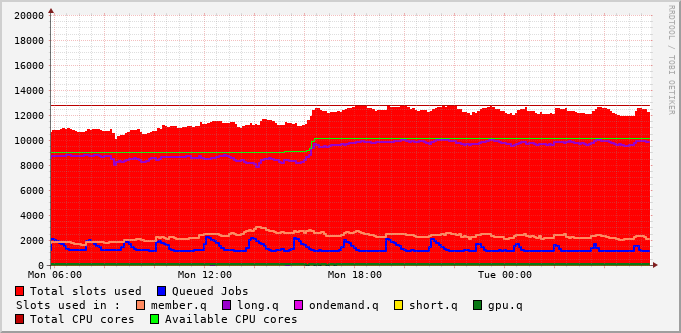 RRDTOOL / TOBI OETIKER
20000
18000
16000
14000
12000
10000
8000
6000
4000
2000
0
Mon 06:00 Mon 12:00 Mon 18:00 Tue 00:00
Total slots used Queued Jobs
Slots used in : member.q long.q ondemand.q short.q gpu.q
Total CPU cores Available CPU cores